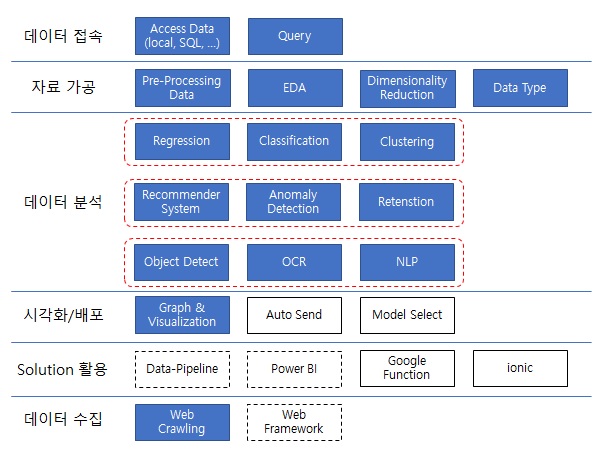 데이터 접속
Access Data
(local, SQL, ...)
Query
자료 가공
Pre-Processing
Data
EDA
Dimensionality
Reduction
Data Type
데이터 분석
Regression
Classification
Clustering
Recommender
System
Anomaly
Detection
Retenstion
Object Detect
OCR
NLP
시각화/배포
Graph &
Visualization
Auto Send
Model Select
Solution 활용
Data-Pipeline
Power BI
Google
Function
ionic
데이터 수집
Web
Crawling
Web
Framework